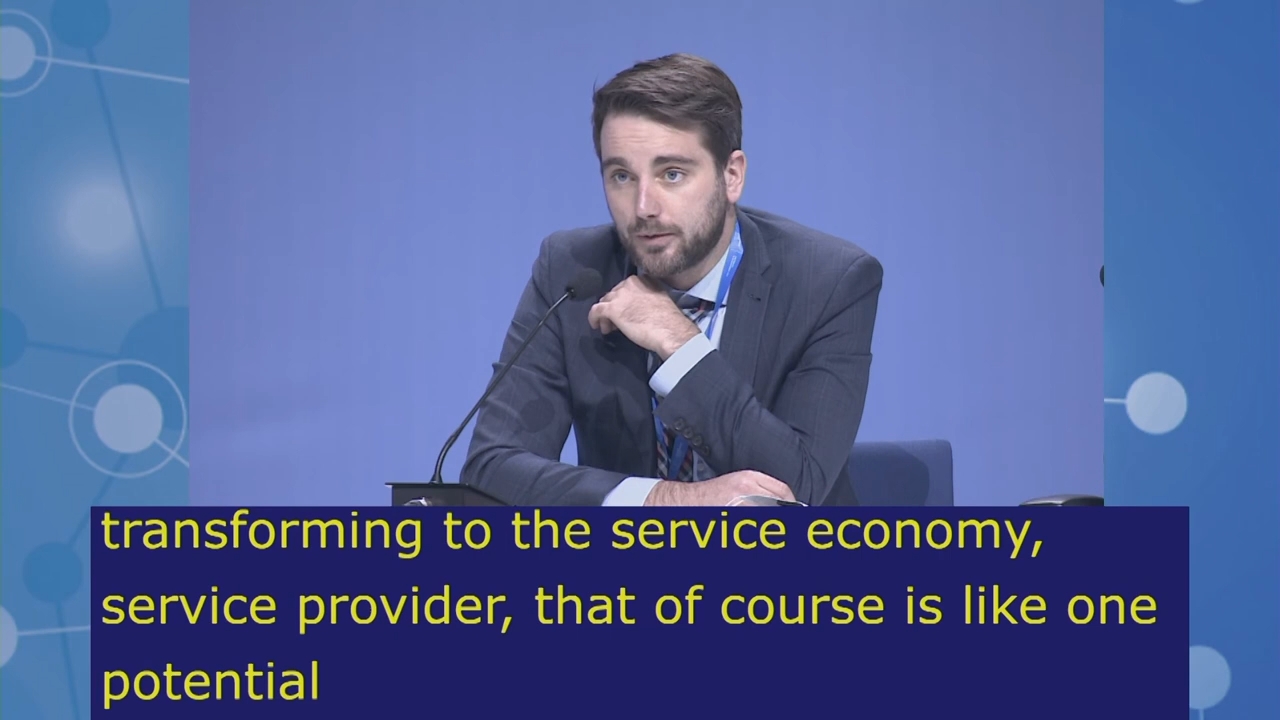 transforming to the service economy,
service provider, that of course is like one
potential